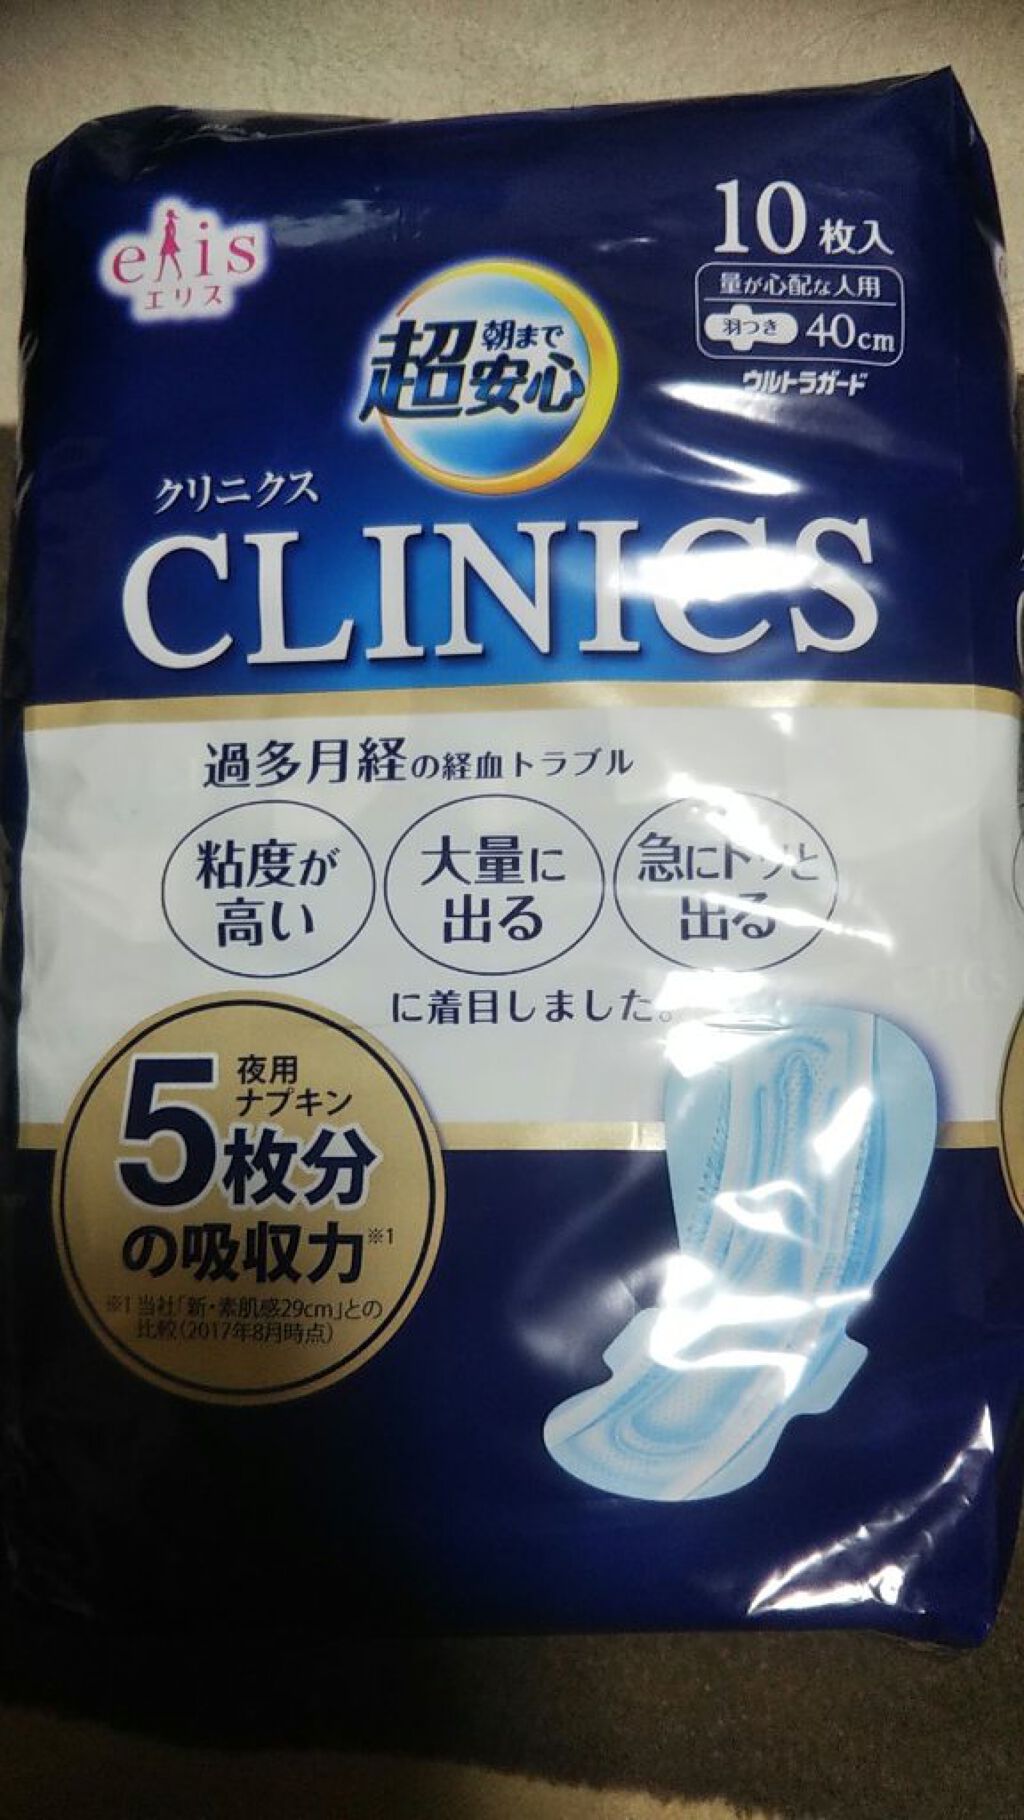 elis
エリス
10枚入
量が心配な人用
羽つき 40cm
ウルトラガード
朝まで
超安心
クリニクス
CLINICS
過多月経の経血トラブル
粘度が
高い
大量に
出る
急にドッと
出る
に着目しました。
夜用
ナプキン
5枚分
の吸収力※1
※1 当社「新・素肌感29cm」との
比較(2017年8月時点)